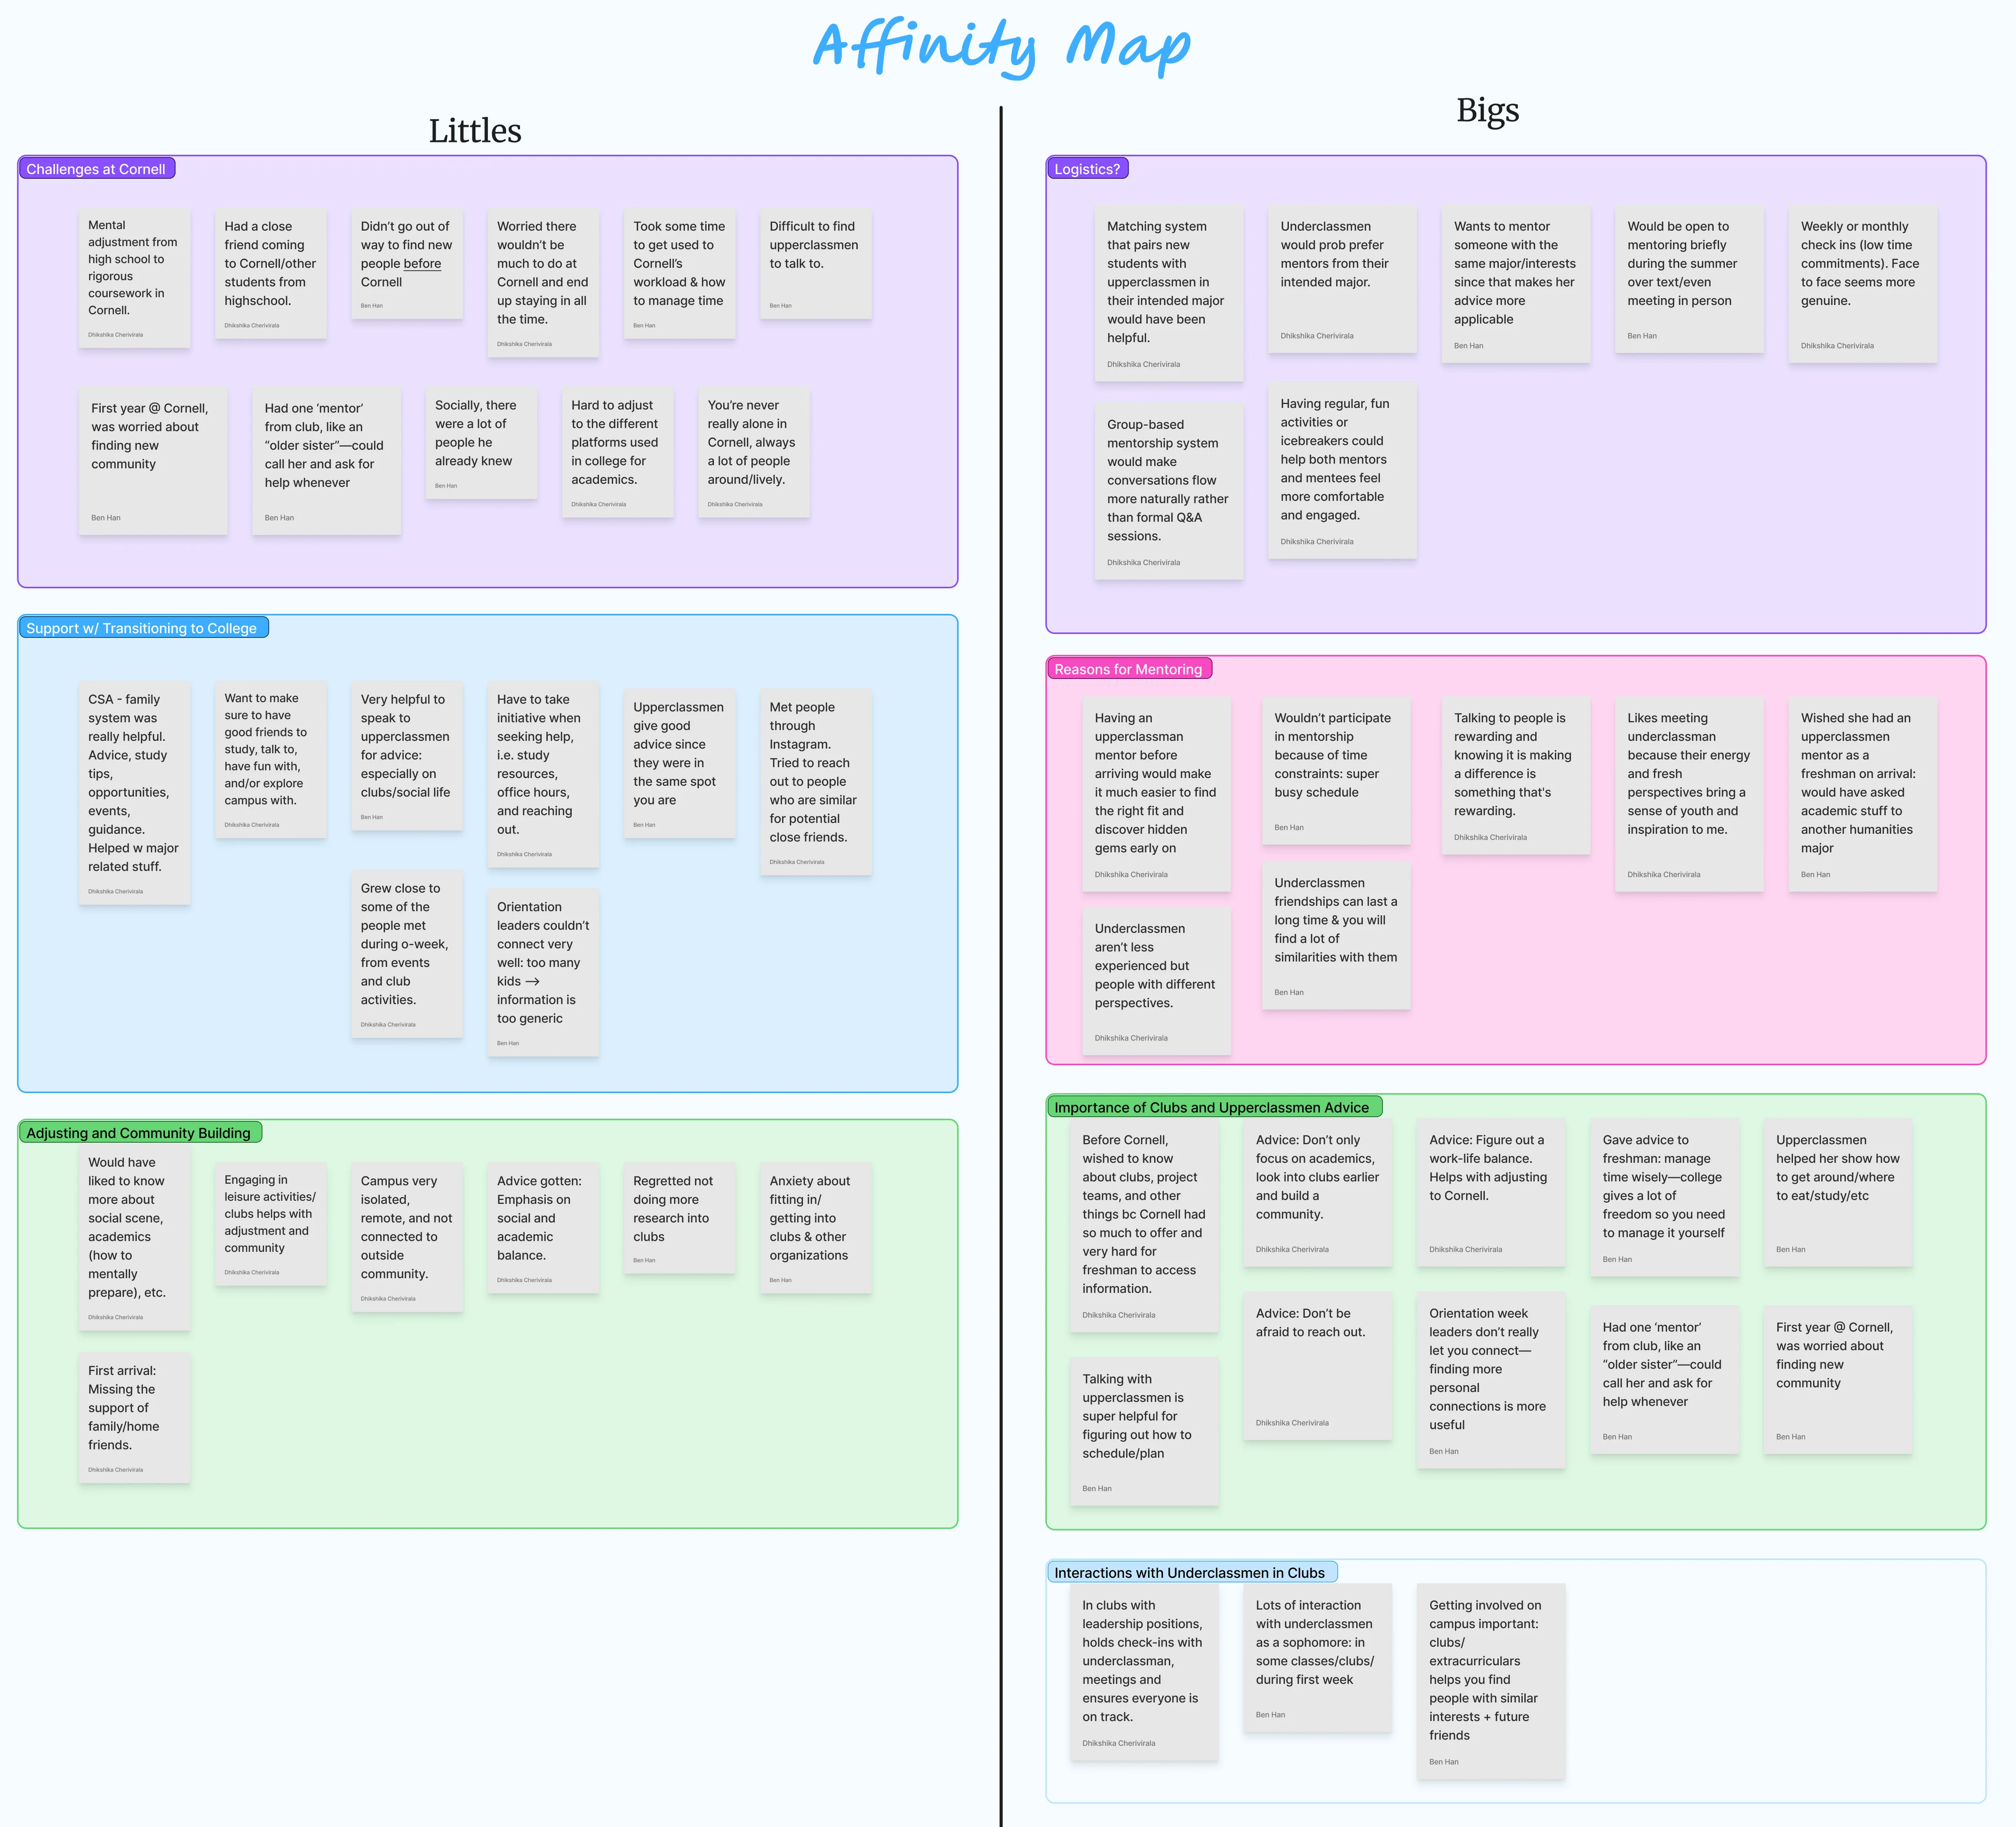 Affinity Map
Littles
Challenges at Cornell
Mental
adjustment from
high school to
rigorous
coursework in
Cornell.
Dhikshika Cherivirala
Had a close
friend coming
to Cornell/other
students from
highschool.
Dhikshika Cherivirala
Didn't go out of
way to find new
people before
Cornell
Ben Han
Worried there
wouldn't be
much to do at
Cornell and end
up staying in all
the time.
Dhikshika Cherivirala
Took some time
to get used to
Cornell's
workload & how
to manage time
Ben Han
Difficult to find
upperclassmen
to talk to.
Ben Han
First year @ Cornell,
was worried about
finding new
community
Ben Han
Had one 'mentor'
from club, like an
"older sister"—could
call her and ask for
help whenever
Ben Han
Socially, there
were a lot of
people he
already knew
Ben Han
Hard to adjust
to the different
platforms used
in college for
academics.
Dhikshika Cherivirala
You're never
really alone in
Cornell, always
a lot of people
around/lively.
Dhikshika Cherivirala
Support w/ Transitioning to College
CSA - family
system was
really helpful.
Advice, study
tips,
opportunities,
events,
guidance.
Helped w major
related stuff.
Dhikshika Cherivirala
Want to make
sure to have
good friends to
study, talk to,
have fun with,
and/or explore
campus with.
Dhikshika Cherivirala
Very helpful to
speak to
upperclassmen
for advice:
especially on
clubs/social life
Ben Han
Have to take
initiative when
seeking help,
i.e. study
resources,
office hours,
and reaching
out.
Dhikshika Cherivirala
Upperclassmen
give good
advice since
they were in
the same spot
you are
Ben Han
Met people
through
Instagram.
Tried to reach
out to people
who are similar
for potential
close friends.
Dhikshika Cherivirala
Grew close to
some of the
people met
during o-week,
from events
and club
activities.
Dhikshika Cherivirala
Orientation
leaders couldn't
connect very
well: too many
kids →
information is
too generic
Ben Han
Adjusting and Community Building
Would have
liked to know
more about
social scene,
academics
(how to
mentally
prepare), etc.
Dhikshika Cherivirala
Engaging in
leisure activities/
clubs helps with
adjustment and
community
Dhikshika Cherivirala
Campus very
isolated,
remote, and not
connected to
outside
community.
Dhikshika Cherivirala
Advice gotten:
Emphasis on
social and
academic
balance.
Dhikshika Cherivirala
Regretted not
doing more
research into
clubs
Ben Han
Anxiety about
fitting in/
getting into
clubs & other
organizations
Ben Han
First arrival:
Missing the
support of
family/home
friends.
Dhikshika Cherivirala
Bigs
Logistics?
Matching system
that pairs new
students with
upperclassmen in
their intended major
would have been
helpful.
Dhikshika Cherivirala
Underclassmen
would prob prefer
mentors from their
intended major.
Dhikshika Cherivirala
Wants to mentor
someone with the
same major/interests
since that makes her
advice more
applicable
Ben Han
Would be open to
mentoring briefly
during the summer
over text/even
meeting in person
Ben Han
Weekly or monthly
check ins (low time
commitments). Face
to face seems more
genuine.
Dhikshika Cherivirala
Group-based
mentorship system
would make
conversations flow
more naturally rather
than formal Q&A
sessions.
Dhikshika Cherivirala
Having regular, fun
activities or
icebreakers could
help both mentors
and mentees feel
more comfortable
and engaged.
Dhikshika Cherivirala
Reasons for Mentoring
Having an
upperclassman
mentor before
arriving would make
it much easier to find
the right fit and
discover hidden
gems early on
Dhikshika Cherivirala
Wouldn't participate
in mentorship
because of time
constraints: super
busy schedule
Ben Han
Talking to people is
rewarding and
knowing it is making
a difference is
something that's
rewarding.
Dhikshika Cherivirala
Likes meeting
underclassman
because their energy
and fresh
perspectives bring a
sense of youth and
inspiration to me.
Dhikshika Cherivirala
Wished she had an
upperclassmen
mentor as a
freshman on arrival:
would have asked
academic stuff to
another humanities
major
Ben Han
Underclassmen
aren't less
experienced but
people with different
perspectives.
Dhikshika Cherivirala
Underclassmen
friendships can last a
long time & you will
find a lot of
similarities with them
Ben Han
Importance of Clubs and Upperclassmen Advice
Before Cornell,
wished to know
about clubs, project
teams, and other
things bc Cornell had
so much to offer and
very hard for
freshman to access
information.
Dhikshika Cherivirala
Advice: Don't only
focus on academics,
look into clubs earlier
and build a
community.
Dhikshika Cherivirala
Advice: Figure out a
work-life balance.
Helps with adjusting
to Cornell.
Dhikshika Cherivirala
Gave advice to
freshman: manage
time wisely—college
gives a lot of
freedom so you need
to manage it yourself
Ben Han
Upperclassmen
helped her show how
to get around/where
to eat/study/etc
Ben Han
Talking with
upperclassmen is
super helpful for
figuring out how to
schedule/plan
Ben Han
Advice: Don't be
afraid to reach out.
Dhikshika Cherivirala
Orientation week
leaders don't really
let you connect—
finding more
personal
connections is more
useful
Ben Han
Had one 'mentor'
from club, like an
"older sister"—could
call her and ask for
help whenever
Ben Han
First year @ Cornell,
was worried about
finding new
community
Ben Han
Interactions with Underclassmen in Clubs
In clubs with
leadership positions,
holds check-ins with
underclassman,
meetings and
ensures everyone is
on track.
Dhikshika Cherivirala
Lots of interaction
with underclassmen
as a sophomore: in
some classes/clubs/
during first week
Ben Han
Getting involved on
campus important:
clubs/
extracurriculars
helps you find
people with similar
interests + future
friends
Ben Han